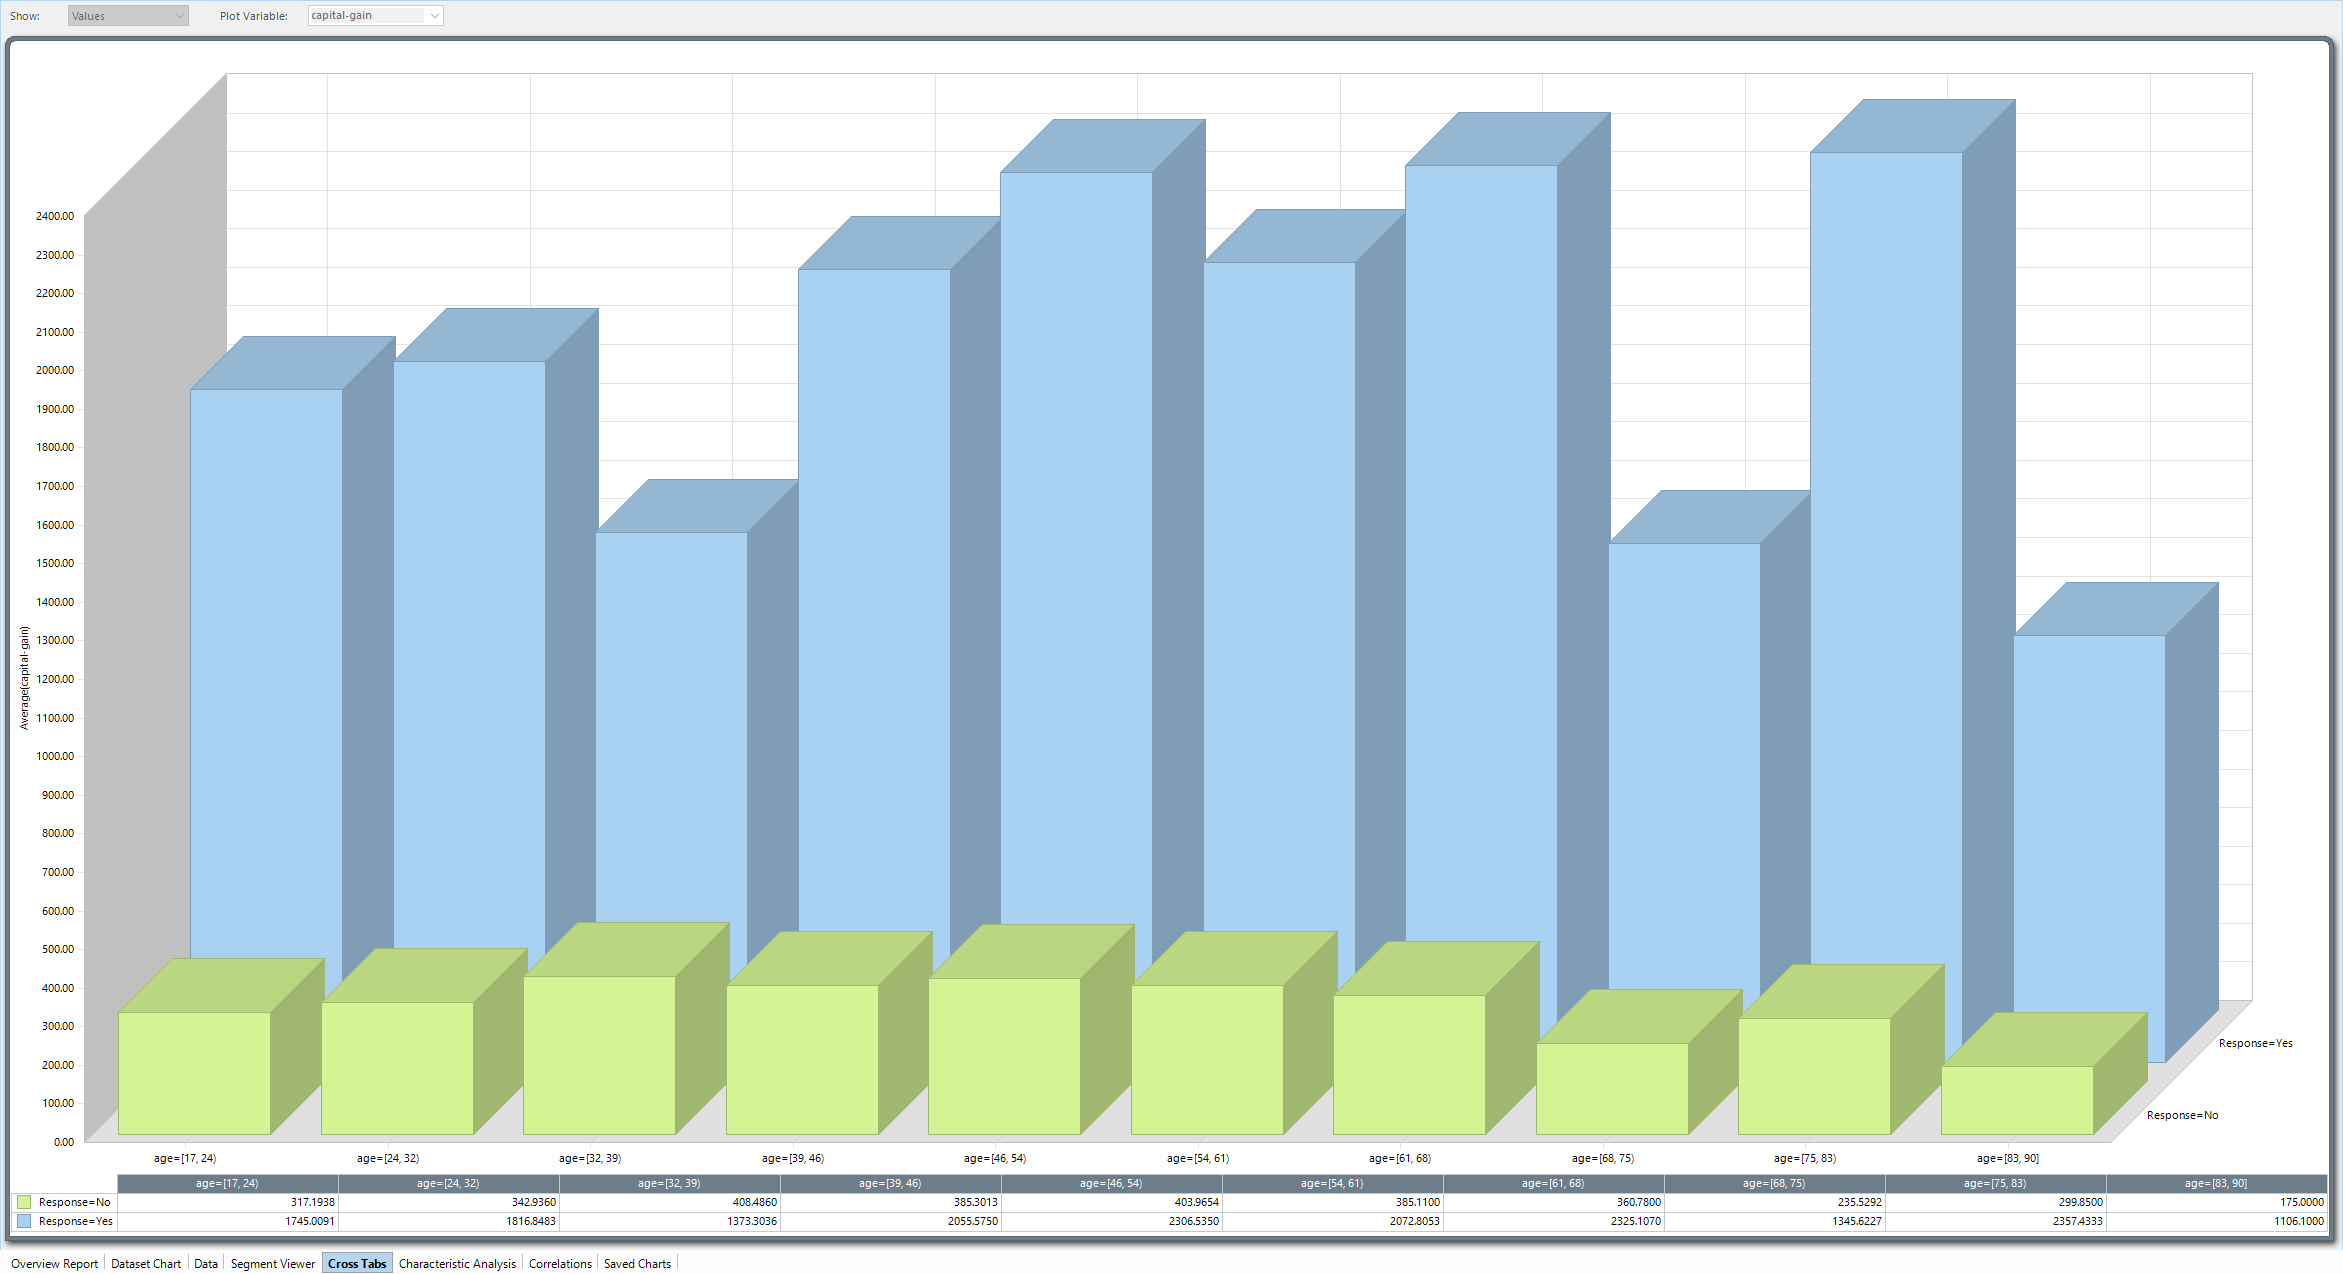 Show: Values Plot Variable: capital-gain
2400.00
2300.00
2200.00
2100.00
2000.00
1900.00
1800.00
1700.00
1600.00
1500.00
1400.00
1300.00
1200.00
1100.00
1000.00
900.00
800.00
700.00
600.00
500.00
400.00
300.00
200.00
100.00
0.00
Average(capital-gain)
Response=Yes
Response=No
age=[17, 24) age=[24, 32) age=[32, 39) age=[39, 46) age=[46, 54) age=[54, 61) age=[61, 68) age=[68, 75) age=[75, 83) age=[83, 90]
age=[17, 24) age=[24, 32) age=[32, 39) age=[39, 46) age=[46, 54) age=[54, 61) age=[61, 68) age=[68, 75) age=[75, 83) age=[83, 90]
Response=No 317.1938 342.9360 408.4860 385.3013 403.9654 385.1100 360.7800 235.5292 299.8500 175.0000
Response=Yes 1745.0091 1816.8483 1373.3036 2055.5750 2306.5350 2072.8053 2325.1070 1345.6227 2357.4333 1106.1000
Overview Report Dataset Chart Data Segment Viewer Cross Tabs Characteristic Analysis Correlations Saved Charts